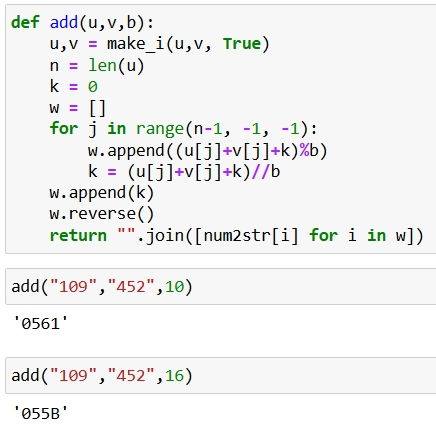 def add(u,v,b):
    u,v = make_i(u,v, True)
    n = len(u)
    k = 0
    w = []
    for j in range(n-1, -1, -1):
        w.append((u[j]+v[j]+k)%b)
        k = (u[j]+v[j]+k)//b
    w.append(k)
    w.reverse()
    return "".join([num2str[i] for i in w])
add("109","452",10)
'0561'
add("109","452",16)
'055B'